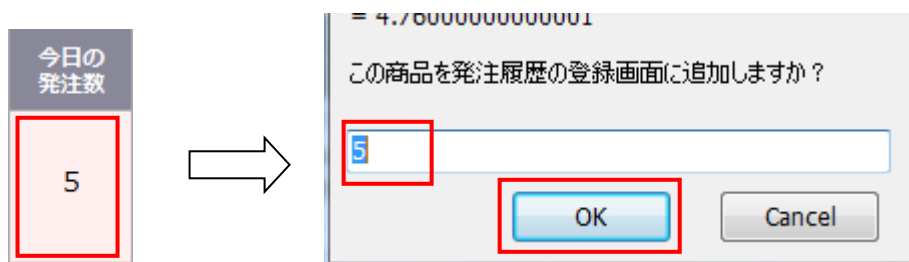 今日の
発注数
5
= 4.76000000000001
この商品を発注履歴の登録画面に追加しますか？
5
OK
Cancel